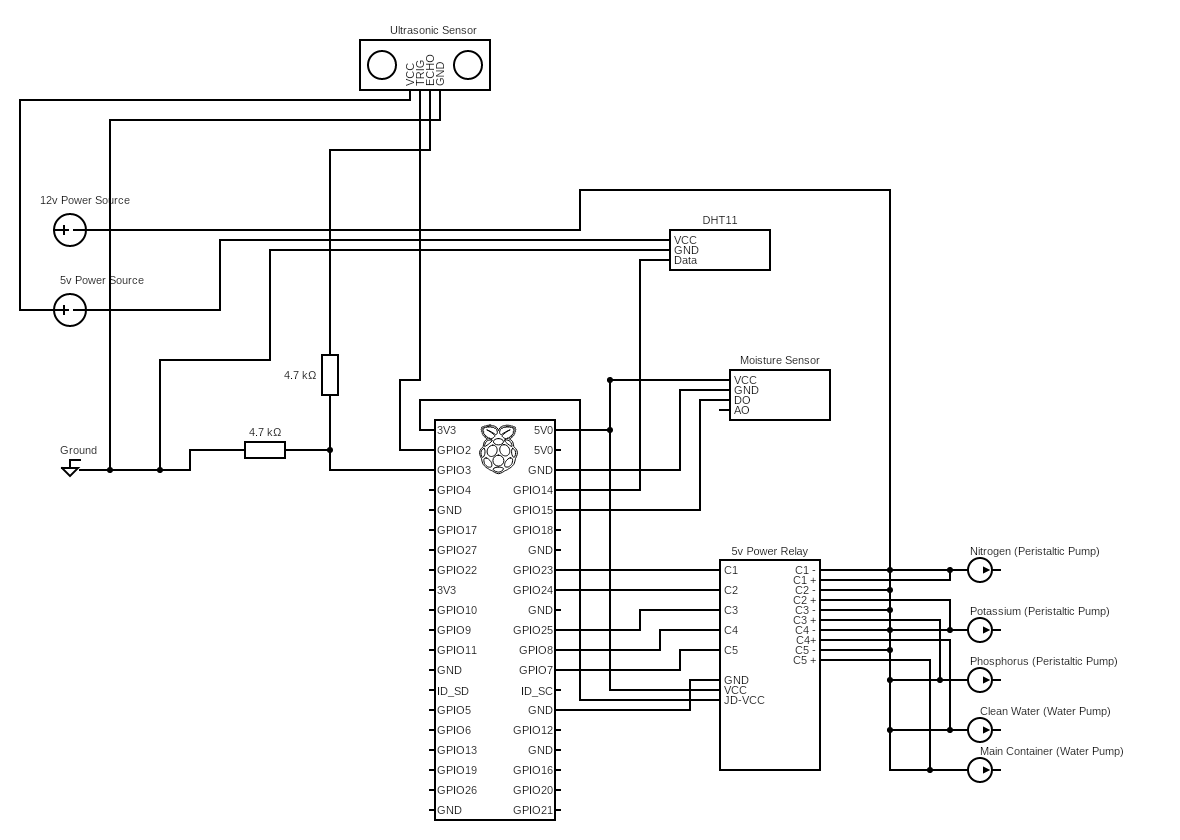 Ultrasonic Sensor
VCC
TRIG
ECHO
GND
12v Power Source
5v Power Source
DHT11
VCC
GND
Data
4.7 kΩ
4.7 kΩ
Ground
Moisture Sensor
VCC
GND
DO
AO
3V3 5V0
GPIO2 5V0
GPIO3 GND
GPIO4 GPIO14
GND GPIO15
GPIO17 GPIO18
GPIO27 GND
GPIO22 GPIO23
3V3 GPIO24
GPIO10 GND
GPIO9 GPIO25
GPIO11 GPIO8
GND GPIO7
ID_SD ID_SC
GPIO5 GND
GPIO6 GPIO12
GPIO13 GND
GPIO19 GPIO16
GPIO26 GPIO20
GND GPIO21
5v Power Relay
C1
C2
C3
C4
C5
GND
VCC
JD-VCC
C1 -
C1 +
C2 -
C2 +
C3 -
C3 +
C4 -
C4+
C5 -
C5 +
Nitrogen (Peristaltic Pump)
Potassium (Peristaltic Pump)
Phosphorus (Peristaltic Pump)
Clean Water (Water Pump)
Main Container (Water Pump)